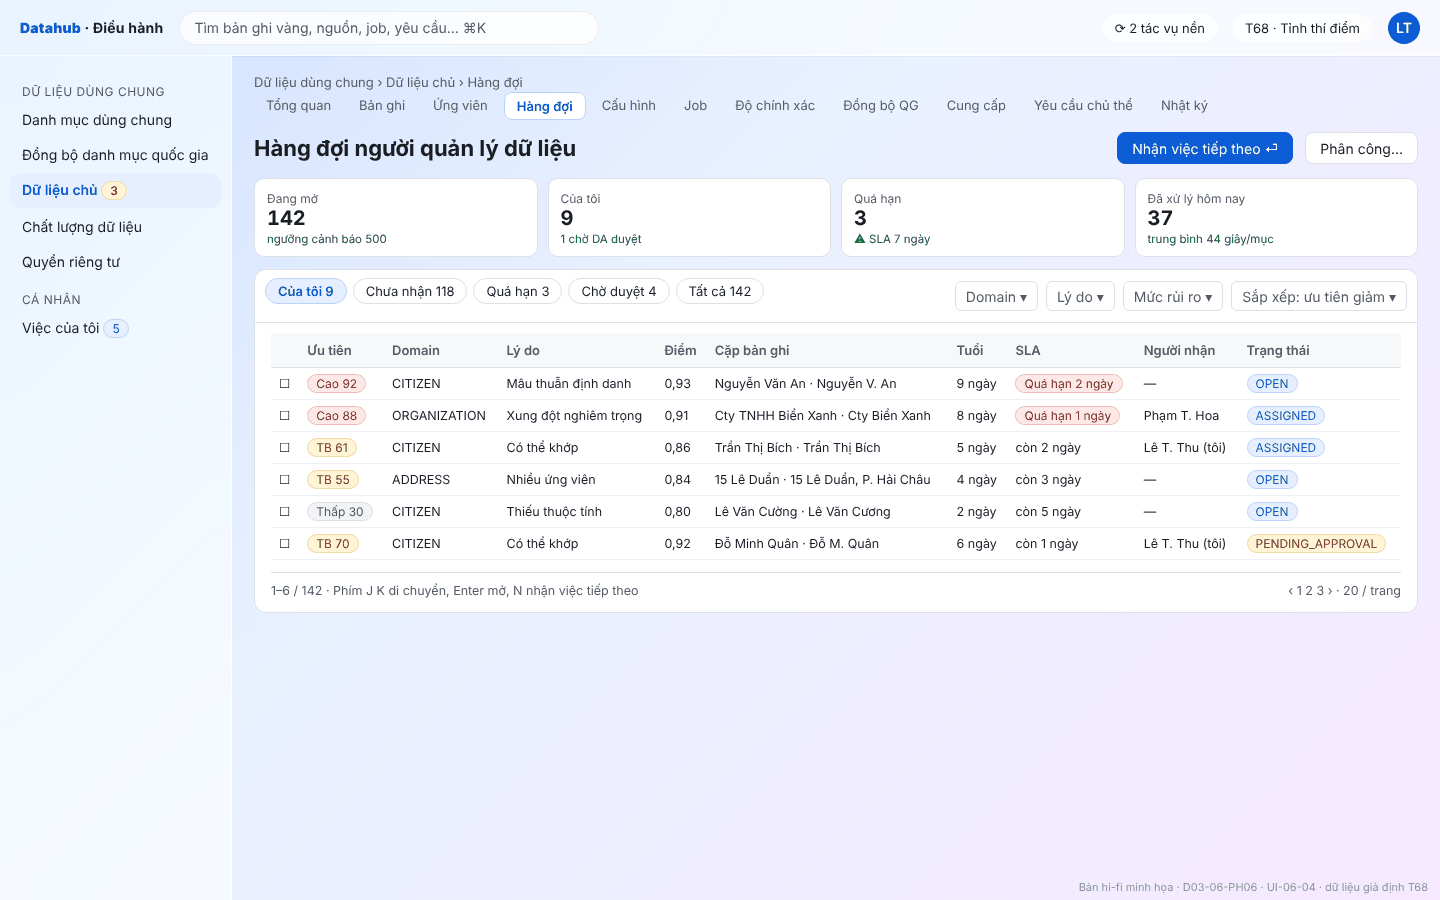 Datahub · Điều hành
Tìm bản ghi vàng, nguồn, job, yêu cầu... ⌘K
⟳ 2 tác vụ nền
T68 · Tỉnh thí điểm
LT
DỮ LIỆU DÙNG CHUNG
Danh mục dùng chung
Đồng bộ danh mục quốc gia
Dữ liệu chủ 3
Chất lượng dữ liệu
Quyền riêng tư
CÁ NHÂN
Việc của tôi 5
Dữ liệu dùng chung › Dữ liệu chủ › Hàng đợi
Tổng quan Bản ghi Ứng viên Hàng đợi Cấu hình Job Độ chính xác Đồng bộ QG Cung cấp Yêu cầu chủ thể Nhật ký
Hàng đợi người quản lý dữ liệu
Nhận việc tiếp theo ⏎
Phân công...
Đang mở
142
ngưỡng cảnh báo 500
Của tôi
9
1 chờ DA duyệt
Quá hạn
3
▲ SLA 7 ngày
Đã xử lý hôm nay
37
trung bình 44 giây/mục
Của tôi 9 Chưa nhận 118 Quá hạn 3 Chờ duyệt 4 Tất cả 142
Domain ▾ Lý do ▾ Mức rủi ro ▾ Sắp xếp: ưu tiên giảm ▾
Ưu tiên Domain Lý do Điểm Cặp bản ghi Tuổi SLA Người nhận Trạng thái
☐ Cao 92 CITIZEN Mâu thuẫn định danh 0,93 Nguyễn Văn An · Nguyễn V. An 9 ngày Quá hạn 2 ngày — OPEN
☐ Cao 88 ORGANIZATION Xung đột nghiêm trọng 0,91 Cty TNHH Biển Xanh · Cty Biển Xanh 8 ngày Quá hạn 1 ngày Phạm T. Hoa ASSIGNED
☐ TB 61 CITIZEN Có thể khớp 0,86 Trần Thị Bích · Trần Thị Bích 5 ngày còn 2 ngày Lê T. Thu (tôi) ASSIGNED
☐ TB 55 ADDRESS Nhiều ứng viên 0,84 15 Lê Duẩn · 15 Lê Duẩn, P. Hải Châu 4 ngày còn 3 ngày — OPEN
☐ Thấp 30 CITIZEN Thiếu thuộc tính 0,80 Lê Văn Cường · Lê Văn Cương 2 ngày còn 5 ngày — OPEN
☐ TB 70 CITIZEN Có thể khớp 0,92 Đỗ Minh Quân · Đỗ M. Quân 6 ngày còn 1 ngày Lê T. Thu (tôi) PENDING_APPROVAL
1–6 / 142 · Phím J K di chuyển, Enter mở, N nhận việc tiếp theo
‹ 1 2 3 › · 20 / trang
Bản hi-fi minh họa · D03-06-PH06 · UI-06-04 · dữ liệu giả định T68